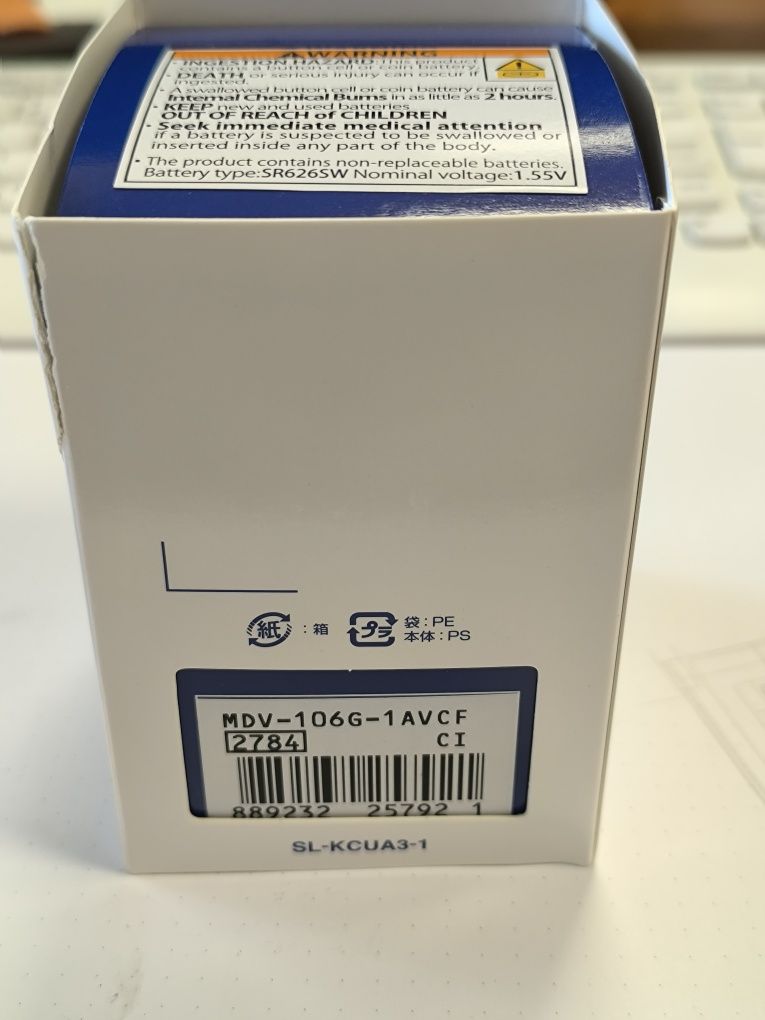 WARNING
• INGESTION HAZARD: This product
contains a button cell or coin battery.
• DEATH or serious injury can occur if
ingested.
• A swallowed button cell or coin battery can cause
Internal Chemical Burns in as little as 2 hours.
• KEEP new and used batteries
OUT OF REACH of CHILDREN
• Seek immediate medical attention
if a battery is suspected to be swallowed or
inserted inside any part of the body.
• The product contains non-replaceable batteries.
Battery type:SR626SW Nominal voltage:1.55V
紙 : 箱
プラ 袋 : PE
本体 : PS
MDV-106G-1AVCF
2784 CI
889232 25792 1
SL-KCUA3-1